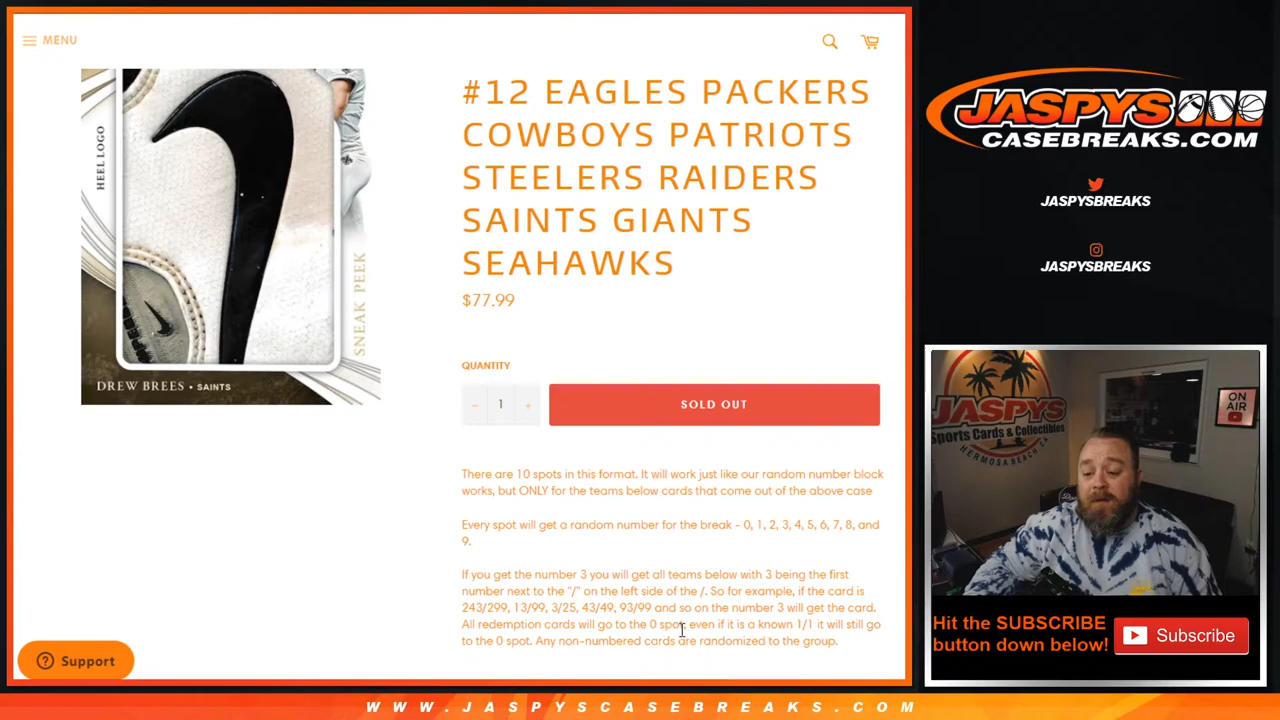 MENU
#12 EAGLES PACKERS
COWBOYS PATRIOTS
STEELERS RAIDERS
SAINTS GIANTS
SEAHAWKS
$77.99
QUANTITY
− 1 +
SOLD OUT
There are 10 spots in this format. It will work just like our random number block
works, but ONLY for the teams below cards that come out of the above case
Every spot will get a random number for the break - 0, 1, 2, 3, 4, 5, 6, 7, 8, and
9.
If you get the number 3 you will get all teams below with 3 being the first
number next to the "/" on the left side of the /. So for example, if the card is
243/299, 13/99, 3/25, 43/49, 93/99 and so on the number 3 will get the card.
All redemption cards will go to the 0 spot, even if it is a known 1/1 it will still go
to the 0 spot. Any non-numbered cards are randomized to the group.
HEEL LOGO
SNEAK PEEK
DREW BREES • SAINTS
Support
JASPYS
CASEBREAKS.COM
JASPYSBREAKS
JASPYSBREAKS
JASPYS
Sports Cards & Collectibles
HERMOSA BEACH CA
ON
AIR
Hit the SUBSCRIBE
button down below!
Subscribe
WWW.JASPYSCASEBREAKS.COM